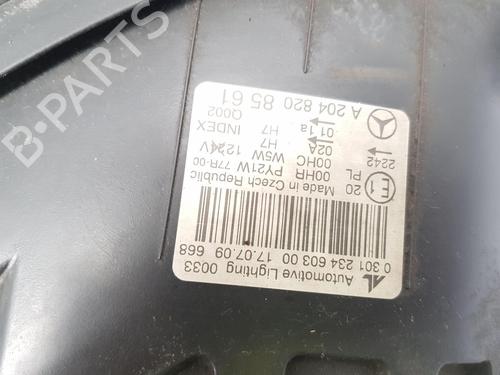 A 204 820 85 61
2242 01 1a H7 INDEX Q002
PL 02A H7
E1 00HR 00HC W5W 12V
20 PY21W 77R-00
Made in Czech Republic
0 301 234 603 00 17.07.09 668
AL Automotive Lighting 0033
B-PARTS